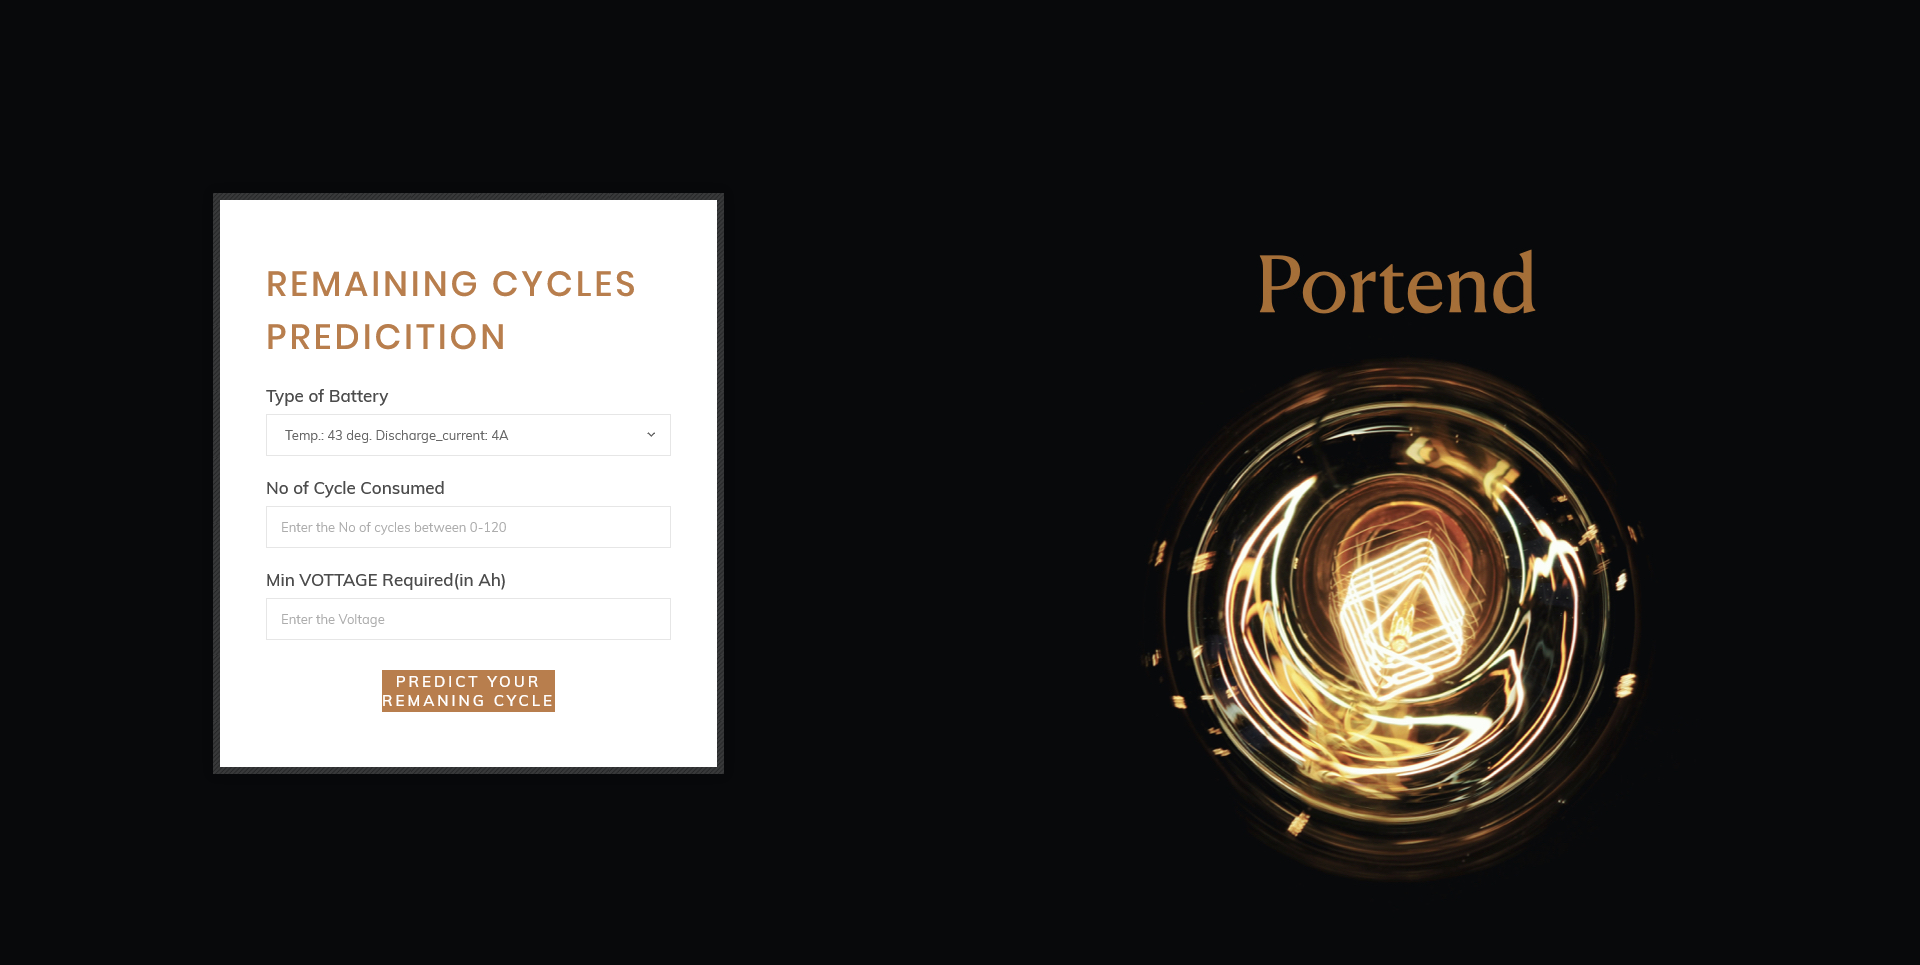 REMAINING CYCLES
PREDICITION
Type of Battery
Temp.: 43 deg. Discharge_current: 4A
No of Cycle Consumed
Enter the No of cycles between 0-120
Min VOTTAGE Required(in Ah)
Enter the Voltage
PREDICT YOUR
REMANING CYCLE
Portend